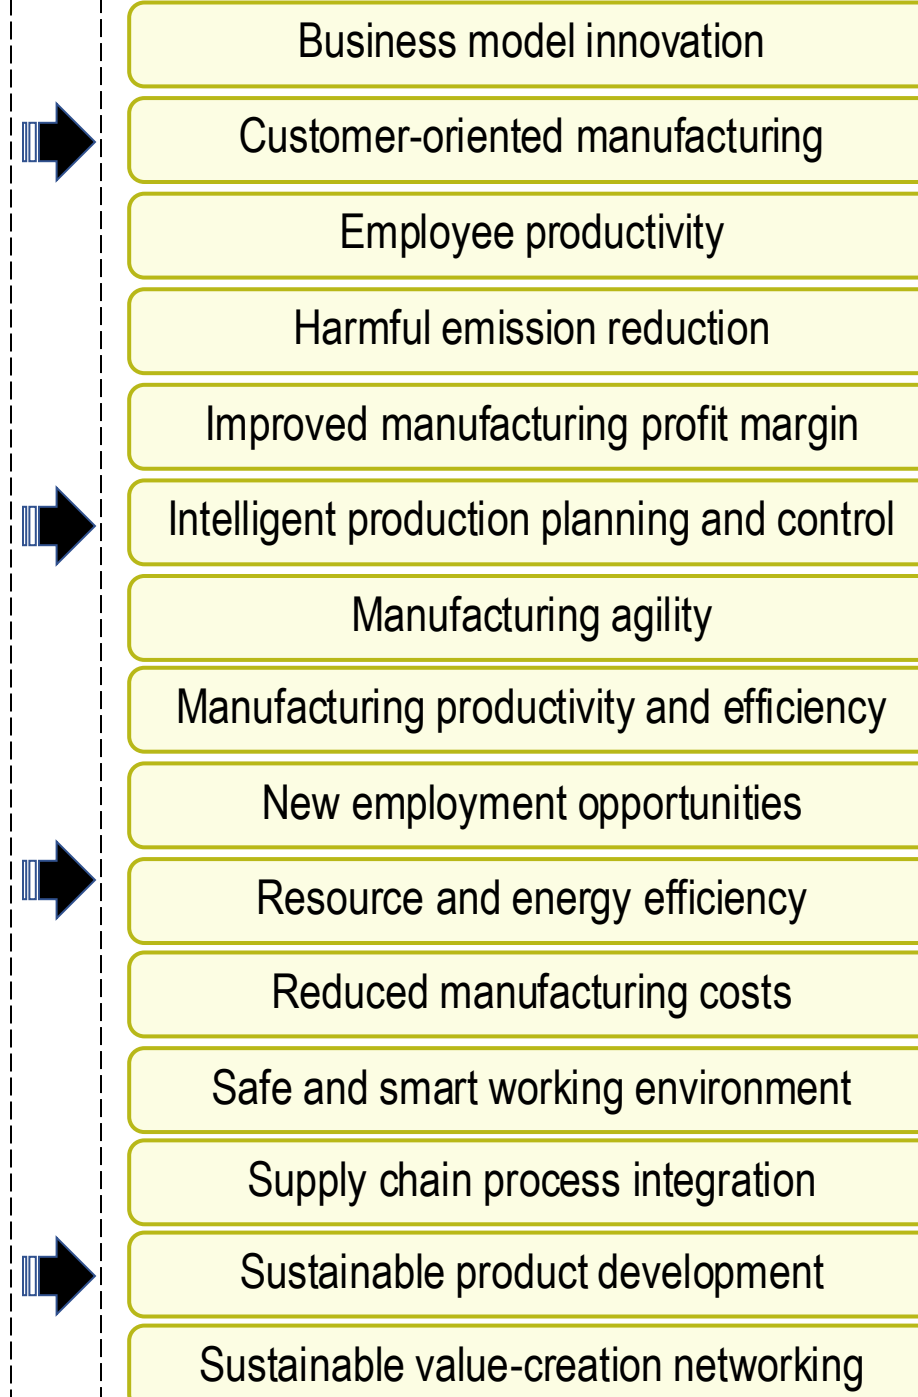 Business model innovation
Customer-oriented manufacturing
Employee productivity
Harmful emission reduction
Improved manufacturing profit margin
Intelligent production planning and control
Manufacturing agility
Manufacturing productivity and efficiency
New employment opportunities
Resource and energy efficiency
Reduced manufacturing costs
Safe and smart working environment
Supply chain process integration
Sustainable product development
Sustainable value-creation networking